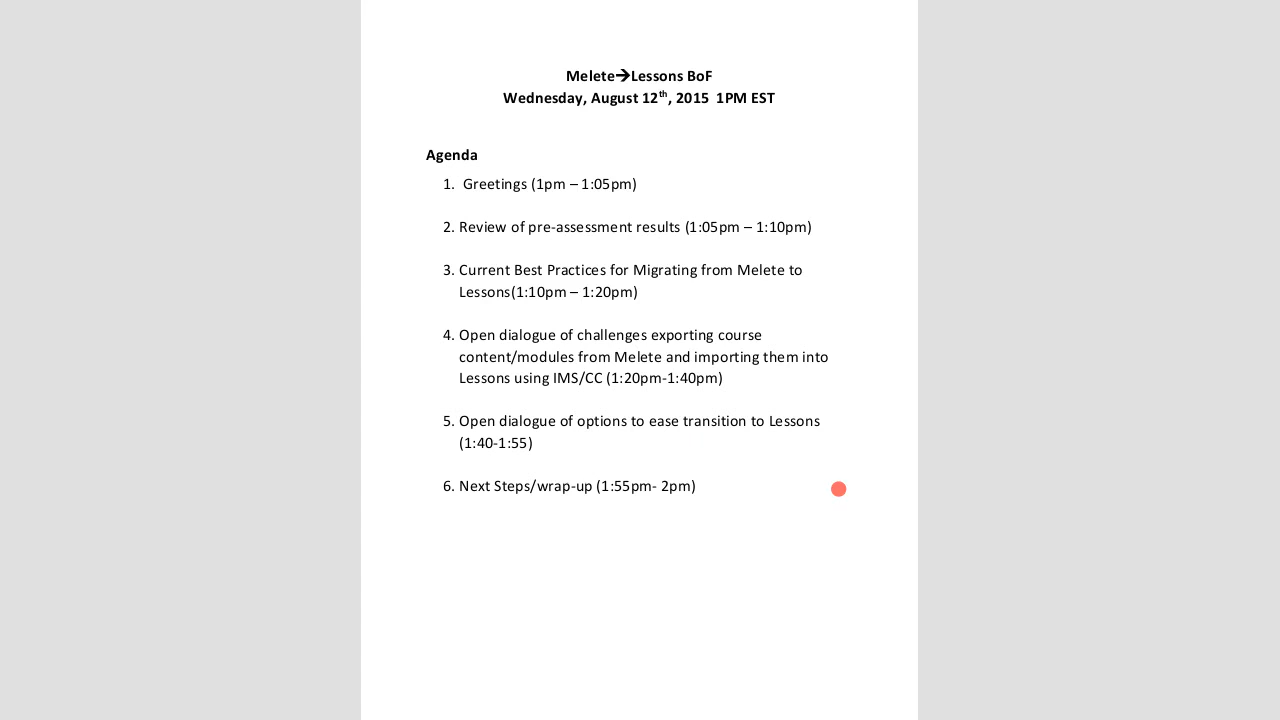 Melete➔Lessons BoF
Wednesday, August 12th, 2015  1PM EST
Agenda
1.  Greetings (1pm – 1:05pm)
2. Review of pre-assessment results (1:05pm – 1:10pm)
3. Current Best Practices for Migrating from Melete to
Lessons(1:10pm – 1:20pm)
4. Open dialogue of challenges exporting course
content/modules from Melete and importing them into
Lessons using IMS/CC (1:20pm-1:40pm)
5. Open dialogue of options to ease transition to Lessons
(1:40-1:55)
6. Next Steps/wrap-up (1:55pm- 2pm)